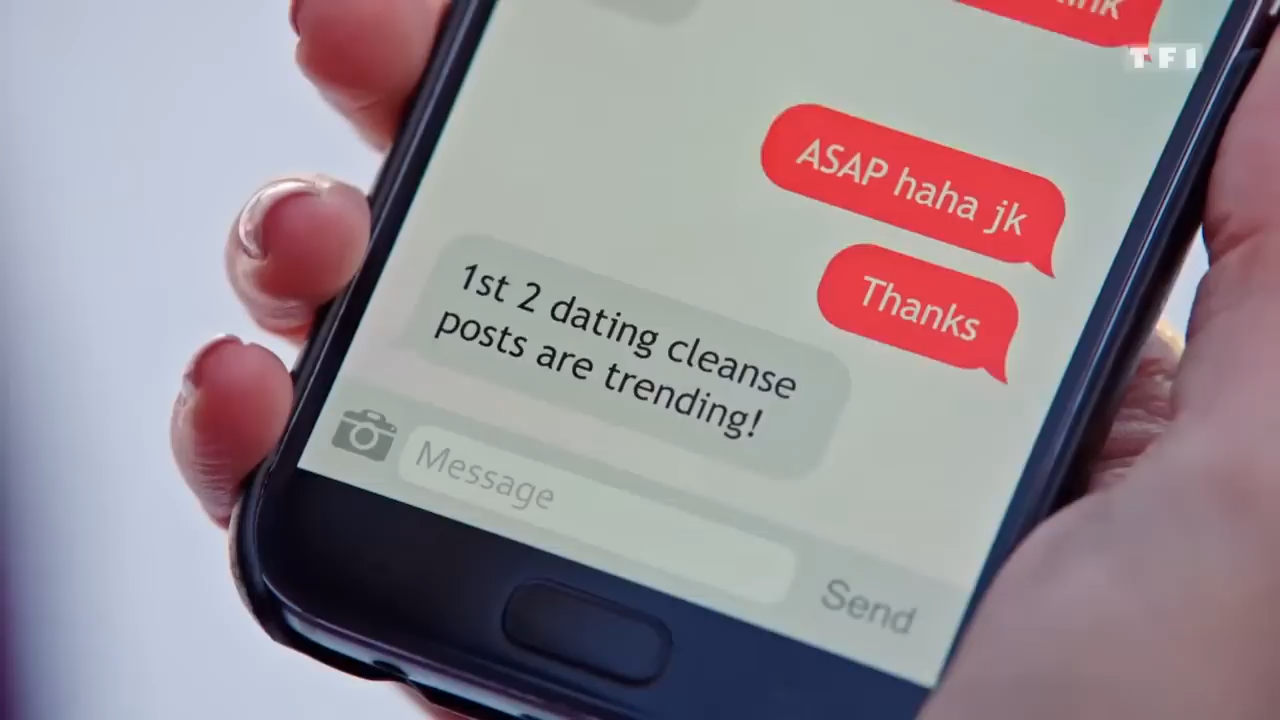 TF1
ASAP haha jk
Thanks
1st 2 dating cleanse
posts are trending!
Message
Send